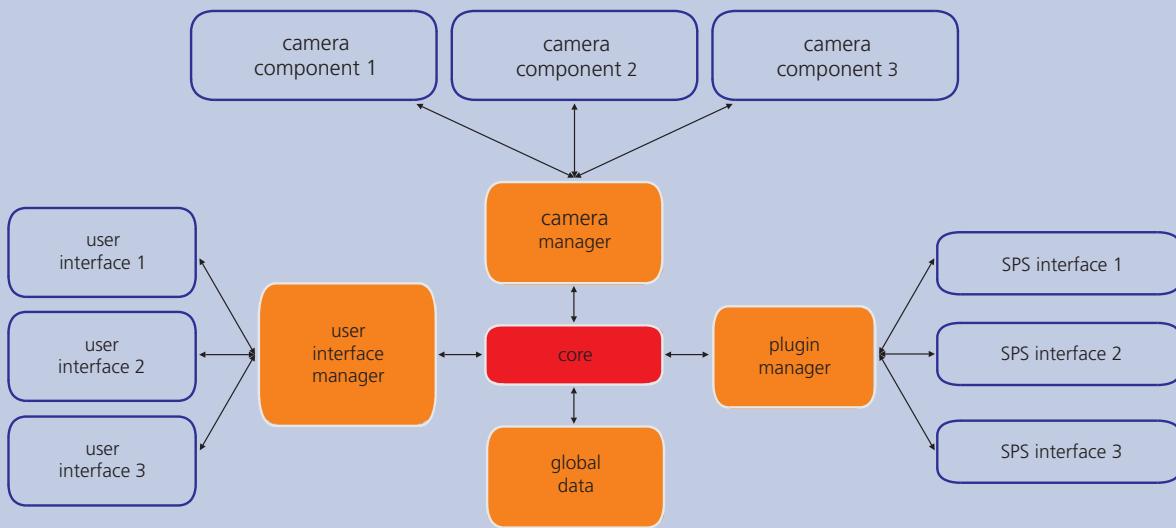 camera
component 1
camera
component 2
camera
component 3
camera
manager
user
interface 1
user
interface 2
user
interface 3
user
interface
manager
core
plugin
manager
SPS interface 1
SPS interface 2
SPS interface 3
global
data